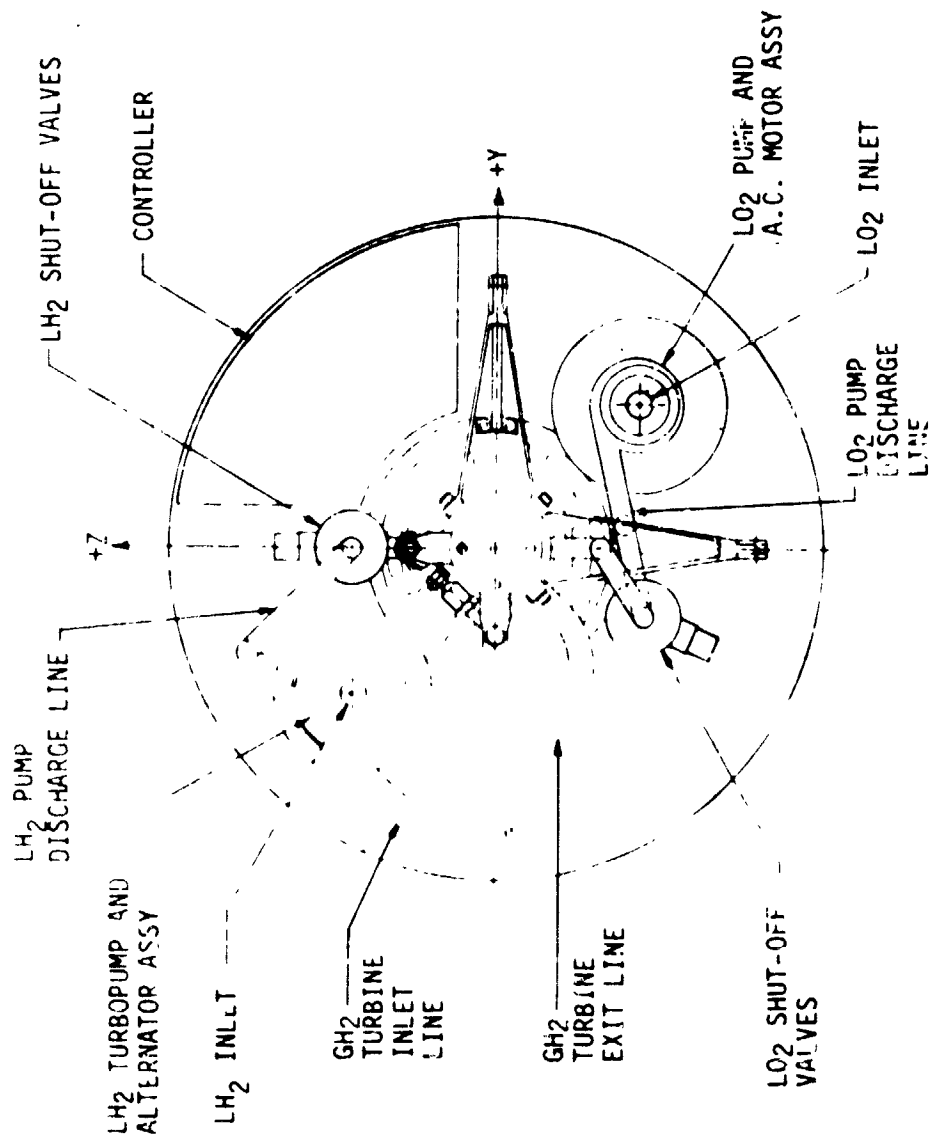 LH2 SHUT-OFF VALVES
CONTROLLER
+Z
+Y
LO2 PUMP AND
A.C. MOTOR ASSY
LO2 INLET
LO2 PUMP
DISCHARGE
LINE
LH2 PUMP
DISCHARGE LINE
LH2 TURBOPUMP AND
ALTERNATOR ASSY
LH2 INLET
GH2
TURBINE
INLET
LINE
GH2
TURBINE
EXIT LINE
LO2 SHUT-OFF
VALVES